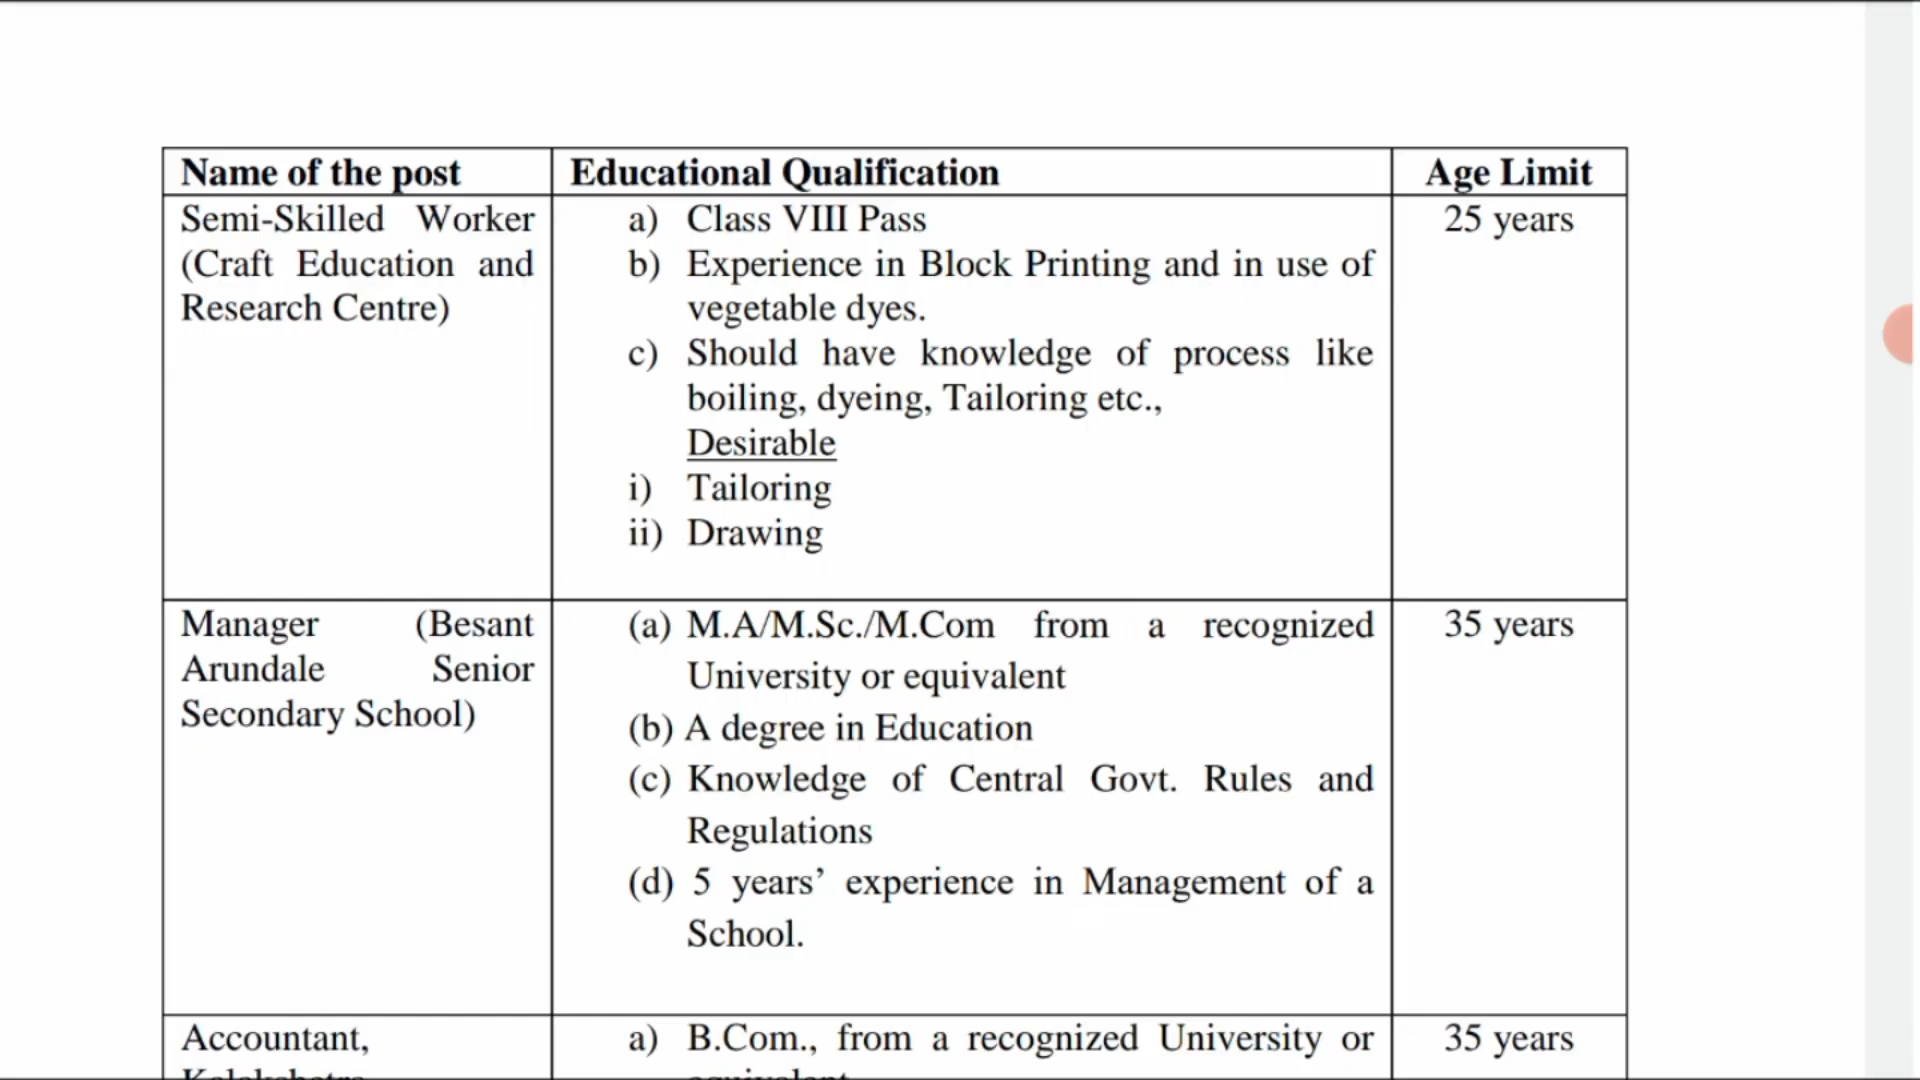 Name of the post Educational Qualification Age Limit
Semi-Skilled Worker
(Craft Education and
Research Centre)
a) Class VIII Pass
b) Experience in Block Printing and in use of
vegetable dyes.
c) Should have knowledge of process like
boiling, dyeing, Tailoring etc.,
Desirable
i) Tailoring
ii) Drawing
25 years
Manager (Besant
Arundale Senior
Secondary School)
(a) M.A/M.Sc./M.Com from a recognized
University or equivalent
(b) A degree in Education
(c) Knowledge of Central Govt. Rules and
Regulations
(d) 5 years’ experience in Management of a
School.
35 years
Accountant,
a) B.Com., from a recognized University or
35 years